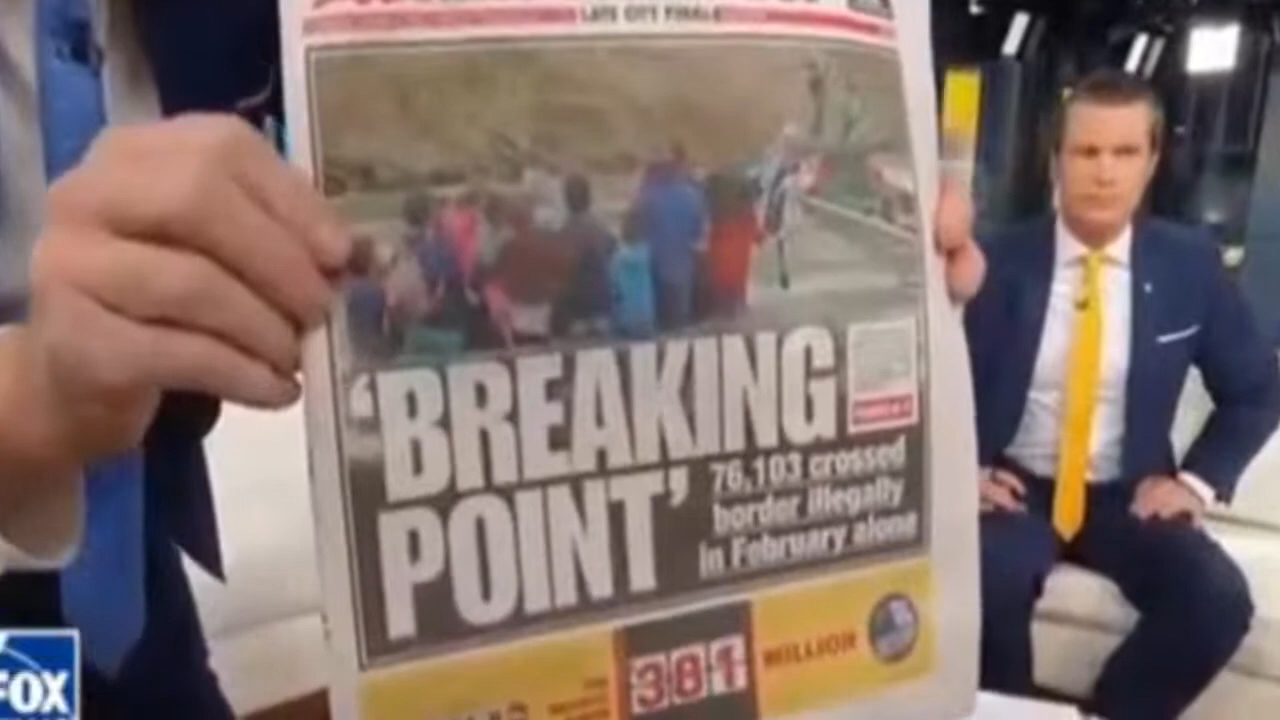 LATE CITY FINAL
'BREAKING
POINT'
76,103 crossed
border illegally
in February alone
381
MILLION
FOX